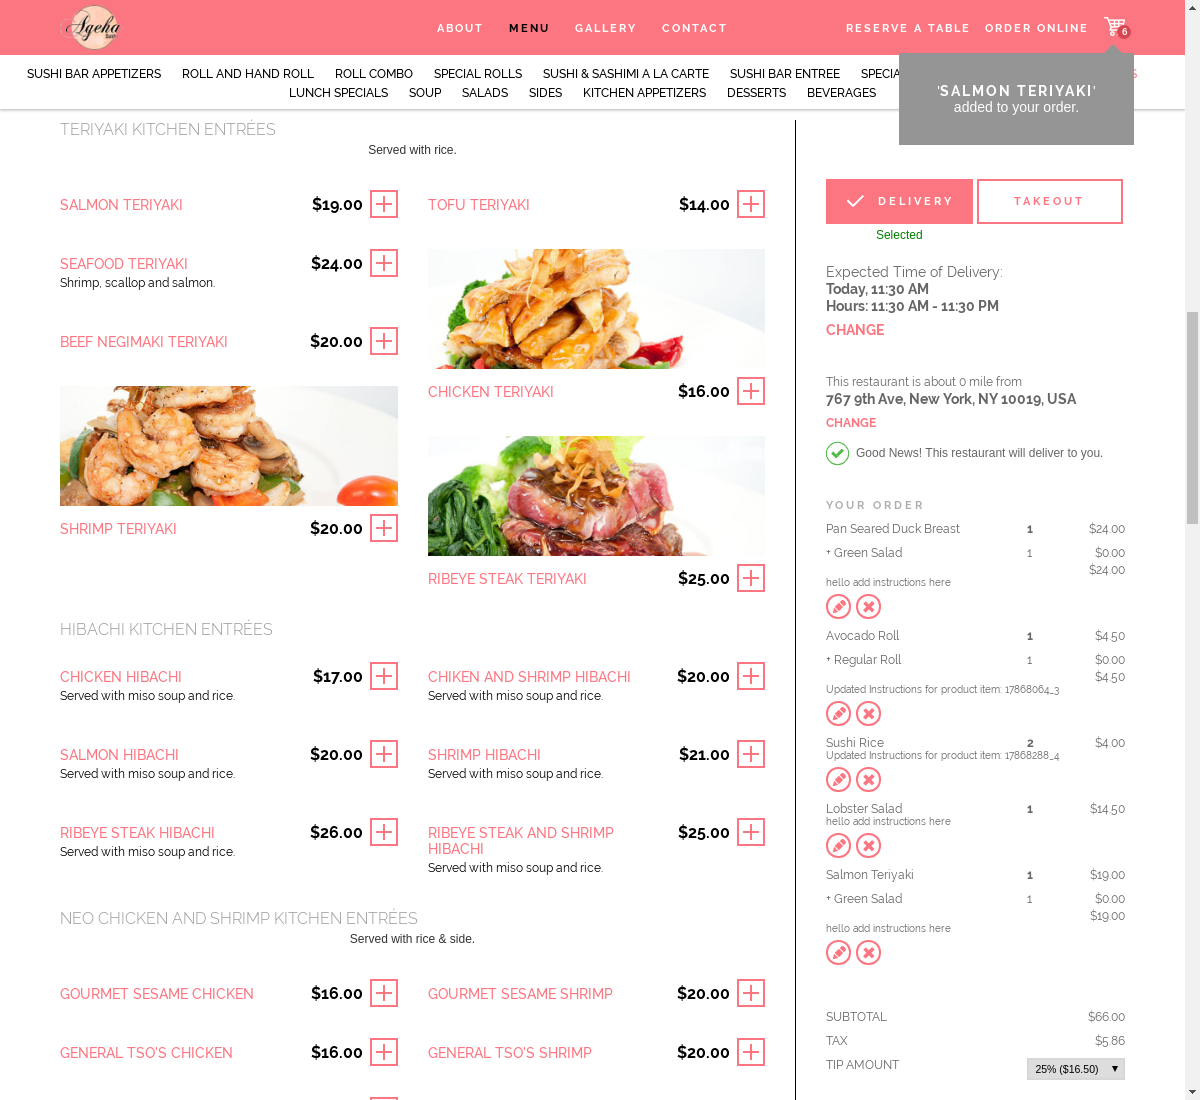 Ageha
ABOUT MENU GALLERY CONTACT RESERVE A TABLE ORDER ONLINE 6
SUSHI BAR APPETIZERS ROLL AND HAND ROLL ROLL COMBO SPECIAL ROLLS SUSHI & SASHIMI A LA CARTE SUSHI BAR ENTREE SPECIA S
LUNCH SPECIALS SOUP SALADS SIDES KITCHEN APPETIZERS DESSERTS BEVERAGES
'SALMON TERIYAKI'
added to your order.
TERIYAKI KITCHEN ENTRÉES
Served with rice.
SALMON TERIYAKI $19.00
TOFU TERIYAKI $14.00
SEAFOOD TERIYAKI $24.00
Shrimp, scallop and salmon.
BEEF NEGIMAKI TERIYAKI $20.00
CHICKEN TERIYAKI $16.00
SHRIMP TERIYAKI $20.00
RIBEYE STEAK TERIYAKI $25.00
HIBACHI KITCHEN ENTRÉES
CHICKEN HIBACHI $17.00
Served with miso soup and rice.
CHIKEN AND SHRIMP HIBACHI $20.00
Served with miso soup and rice.
SALMON HIBACHI $20.00
Served with miso soup and rice.
SHRIMP HIBACHI $21.00
Served with miso soup and rice.
RIBEYE STEAK HIBACHI $26.00
Served with miso soup and rice.
RIBEYE STEAK AND SHRIMP $25.00
HIBACHI
Served with miso soup and rice.
NEO CHICKEN AND SHRIMP KITCHEN ENTRÉES
Served with rice & side.
GOURMET SESAME CHICKEN $16.00
GOURMET SESAME SHRIMP $20.00
GENERAL TSO'S CHICKEN $16.00
GENERAL TSO'S SHRIMP $20.00
DELIVERY TAKEOUT
Selected
Expected Time of Delivery:
Today, 11:30 AM
Hours: 11:30 AM - 11:30 PM
CHANGE
This restaurant is about 0 mile from
767 9th Ave, New York, NY 10019, USA
CHANGE
Good News! This restaurant will deliver to you.
YOUR ORDER
Pan Seared Duck Breast 1 $24.00
+ Green Salad 1 $0.00
$24.00
hello add instructions here
Avocado Roll 1 $4.50
+ Regular Roll 1 $0.00
$4.50
Updated Instructions for product item: 17868064_3
Sushi Rice 2 $4.00
Updated Instructions for product item: 17868288_4
Lobster Salad 1 $14.50
hello add instructions here
Salmon Teriyaki 1 $19.00
+ Green Salad 1 $0.00
$19.00
hello add instructions here
SUBTOTAL $66.00
TAX $5.86
TIP AMOUNT 25% ($16.50)